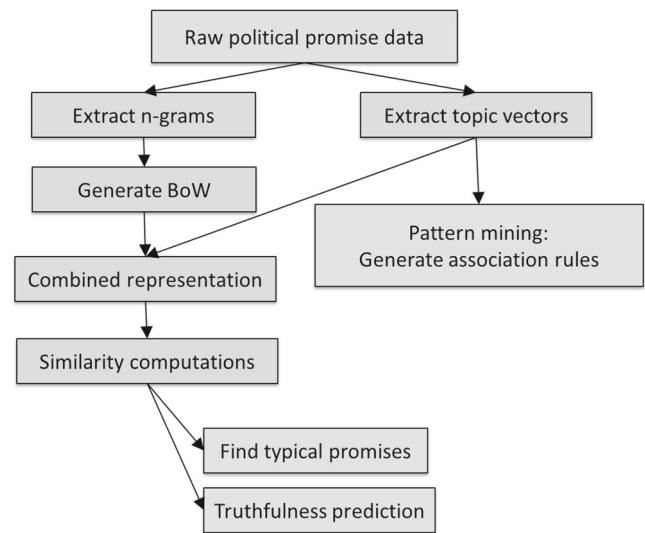 Raw political promise data
Extract n-grams
Extract topic vectors
Generate BoW
Pattern mining:
Generate association rules
Combined representation
Similarity computations
Find typical promises
Truthfulness prediction